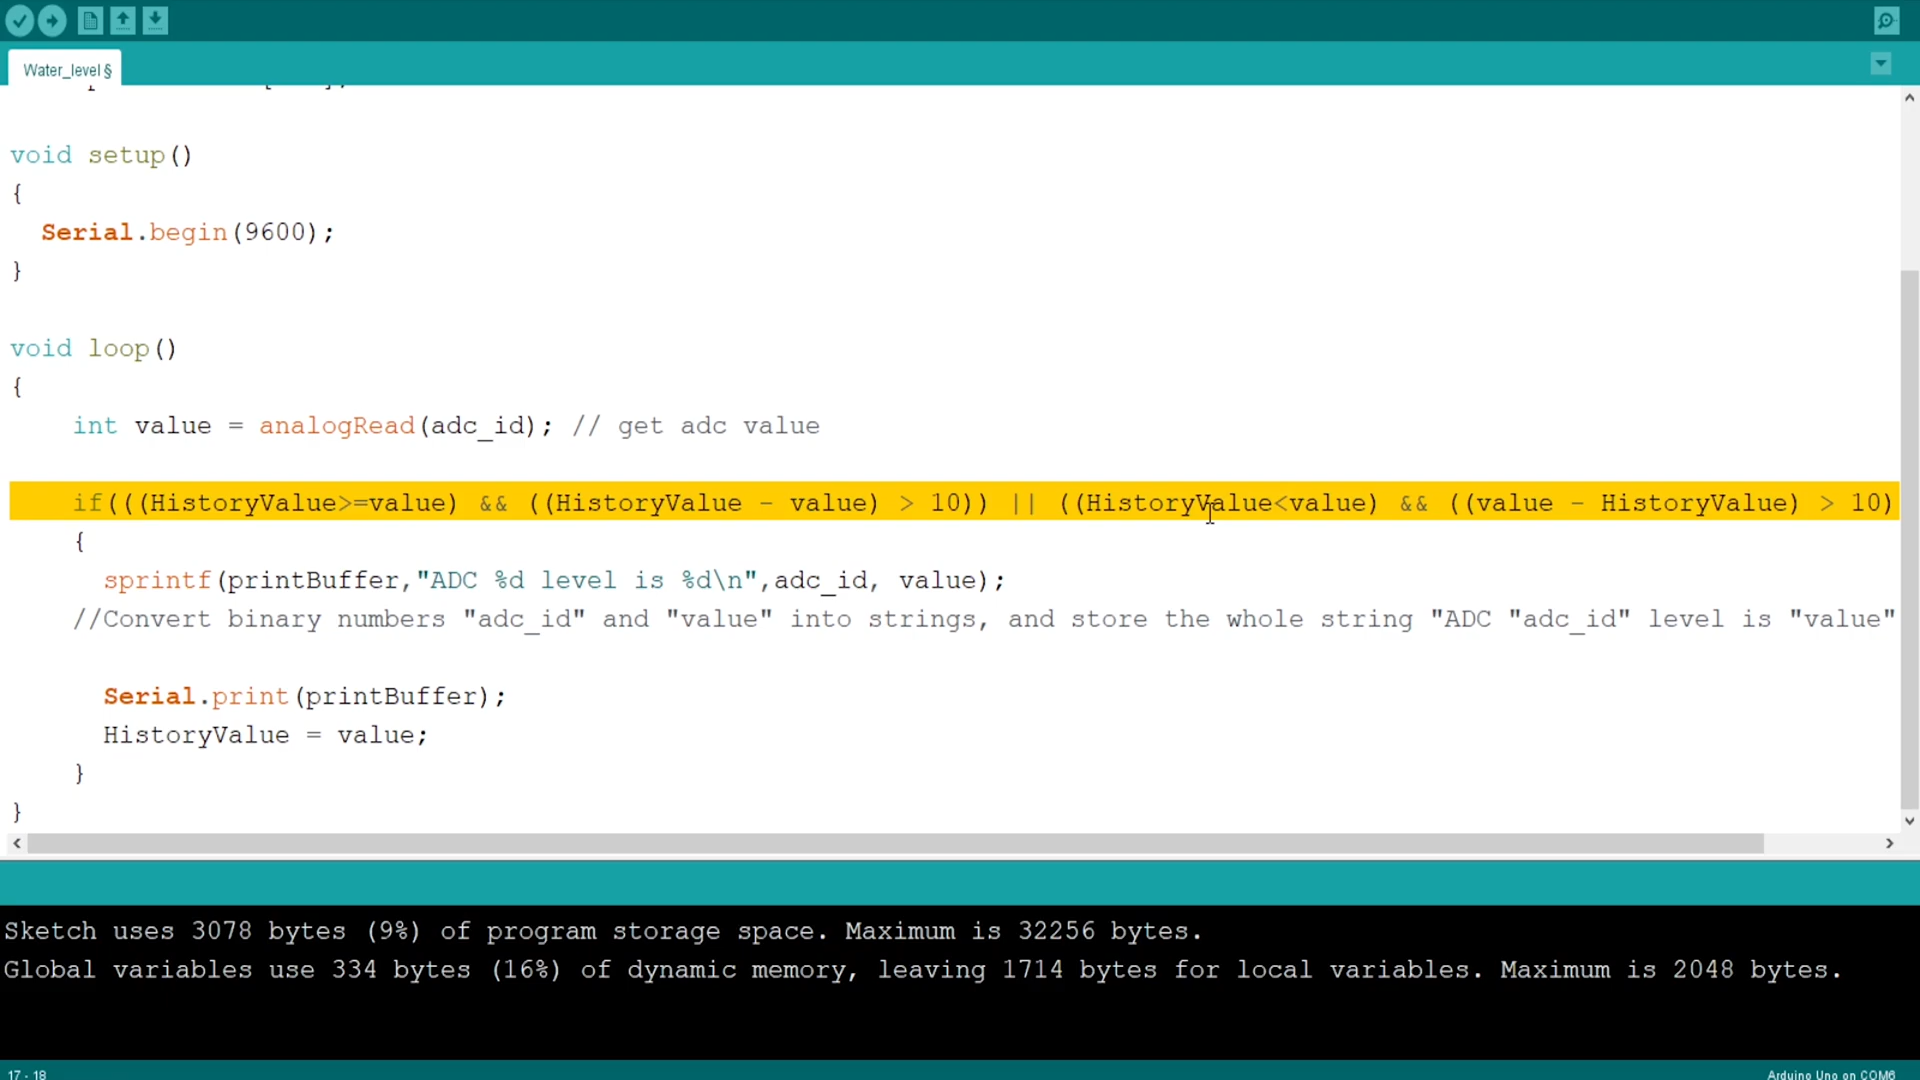 Water_level §
void setup()
{
Serial.begin(9600);
}
void loop()
{
int value = analogRead(adc_id); // get adc value
if(((HistoryValue>=value) && ((HistoryValue - value) > 10)) || ((HistoryValue<value) && ((value - HistoryValue) > 10)
{
sprintf(printBuffer,"ADC %d level is %d\n",adc_id, value);
//Convert binary numbers "adc_id" and "value" into strings, and store the whole string "ADC "adc_id" level is "value"
Serial.print(printBuffer);
HistoryValue = value;
}
}
Sketch uses 3078 bytes (9%) of program storage space. Maximum is 32256 bytes.
Global variables use 334 bytes (16%) of dynamic memory, leaving 1714 bytes for local variables. Maximum is 2048 bytes.
17 - 18
Arduino Uno on COM6